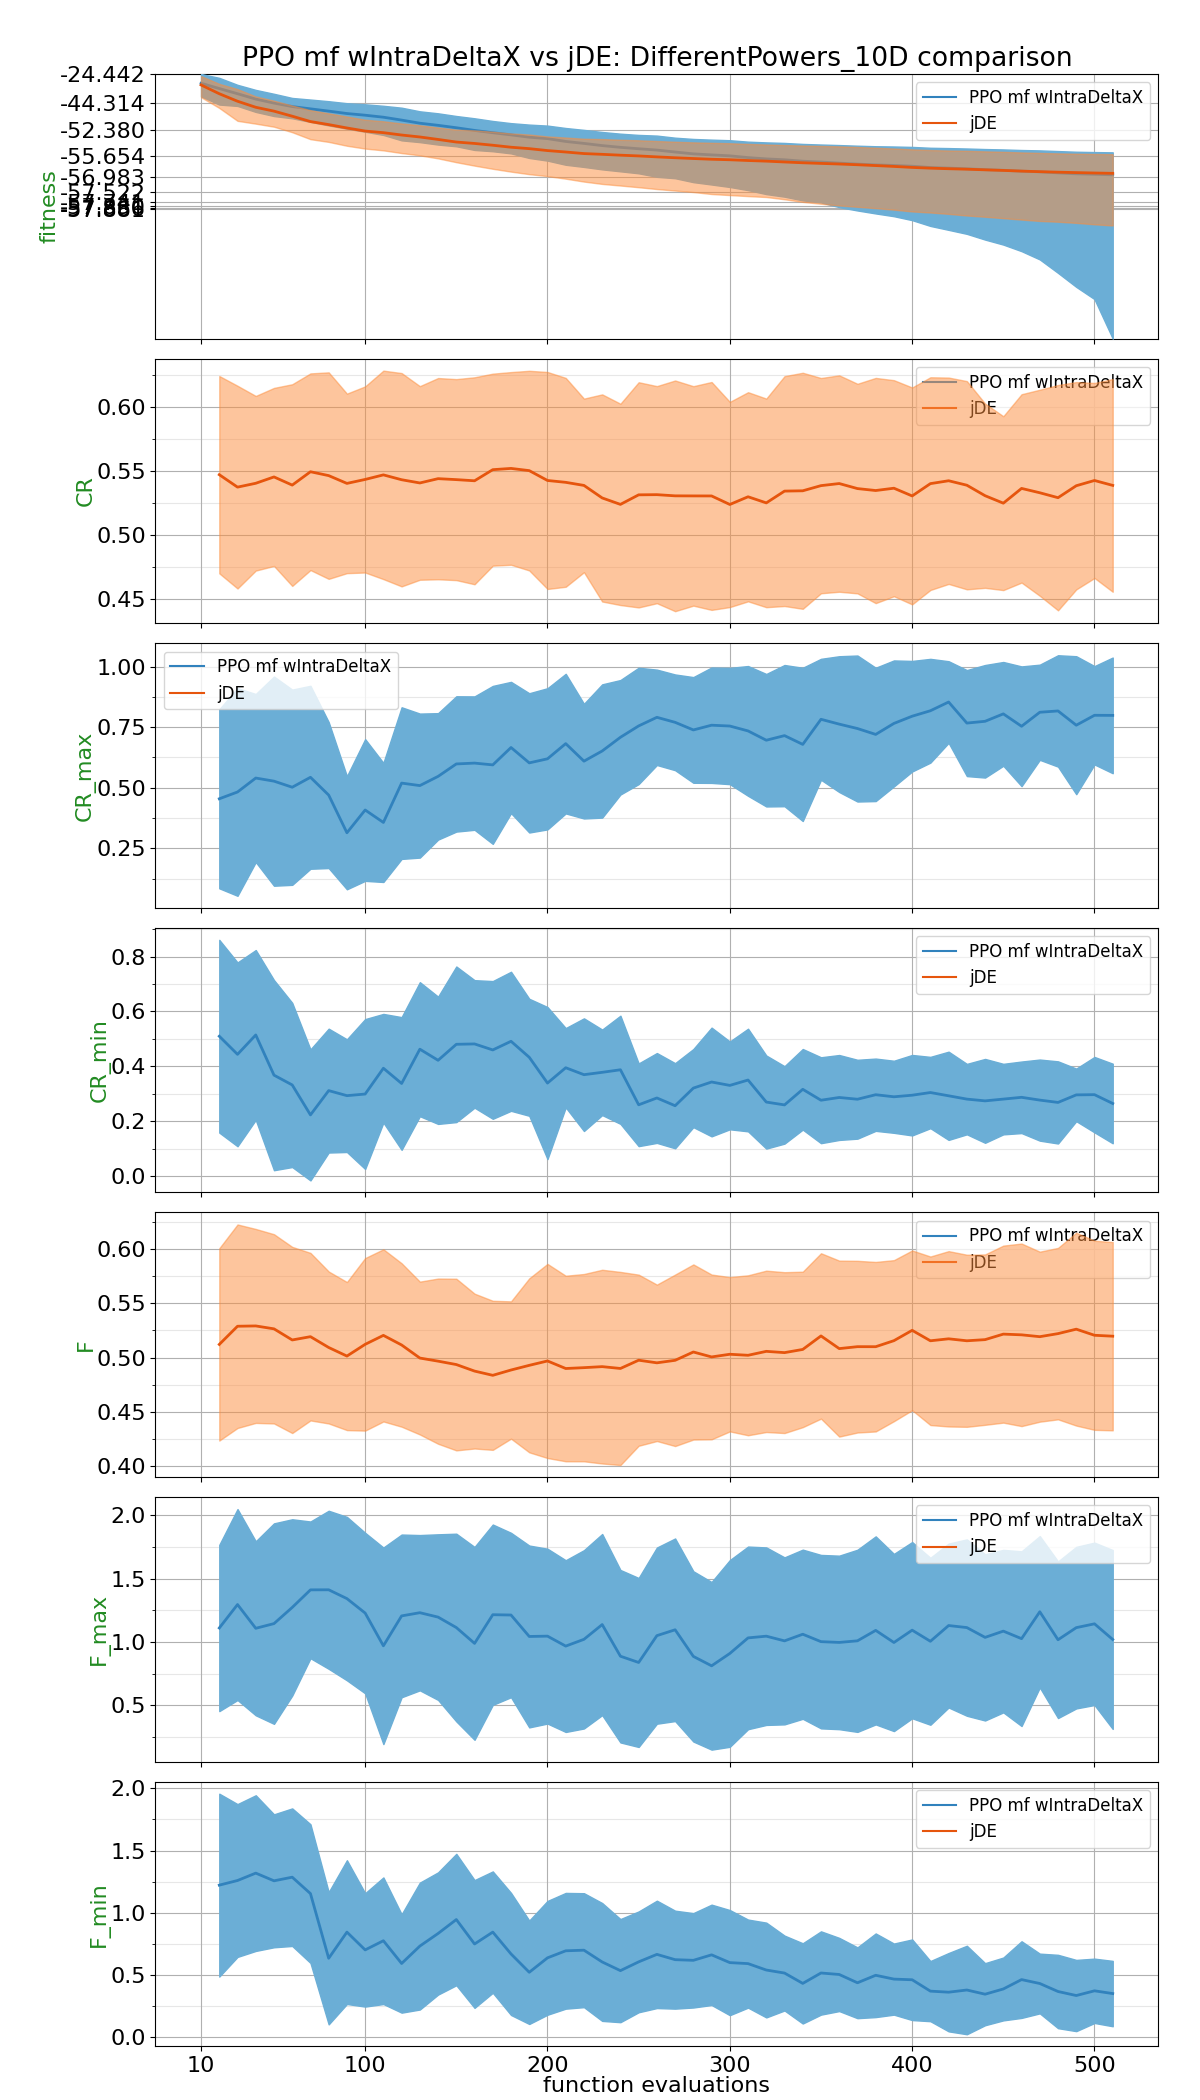 PPO mf wIntraDeltaX vs jDE: DifferentPowers_10D comparison
-24.442
-44.314
-52.380
-55.654
-56.983
-57.522
fitness
PPO mf wIntraDeltaX
jDE
0.60
0.55
0.50
0.45
CR
PPO mf wIntraDeltaX
jDE
1.00
0.75
0.50
0.25
CR_max
PPO mf wIntraDeltaX
jDE
0.8
0.6
0.4
0.2
0.0
CR_min
PPO mf wIntraDeltaX
jDE
0.60
0.55
0.50
0.45
0.40
F
PPO mf wIntraDeltaX
jDE
2.0
1.5
1.0
0.5
F_max
PPO mf wIntraDeltaX
jDE
2.0
1.5
1.0
0.5
0.0
F_min
PPO mf wIntraDeltaX
jDE
10 100 200 300 400 500
function evaluations